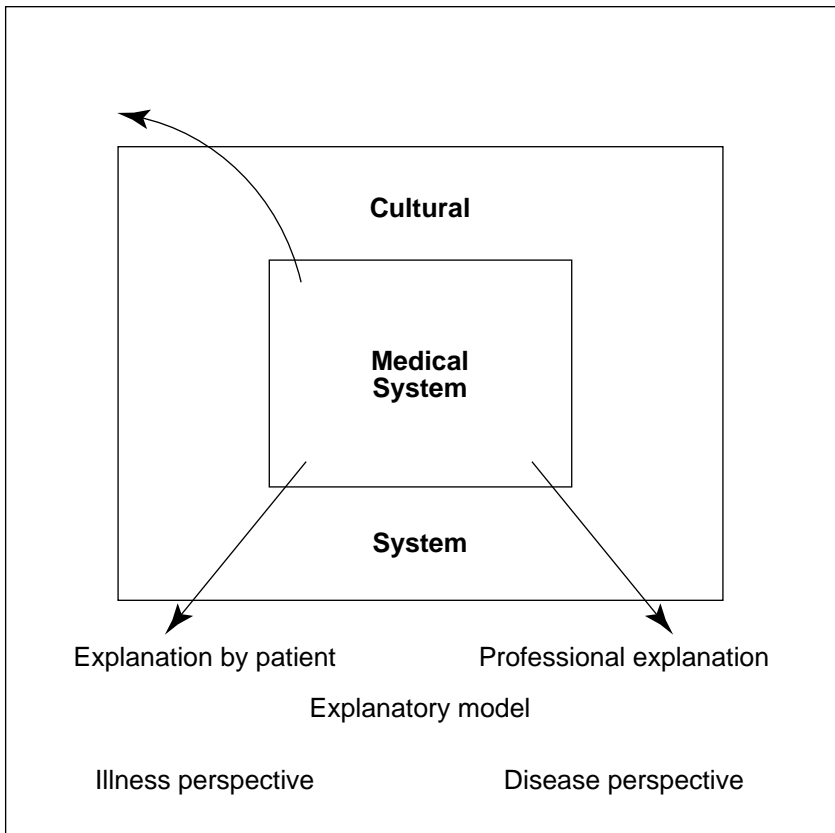 Cultural
Medical
System
System
Explanation by patient
Professional explanation
Explanatory model
Illness perspective
Disease perspective